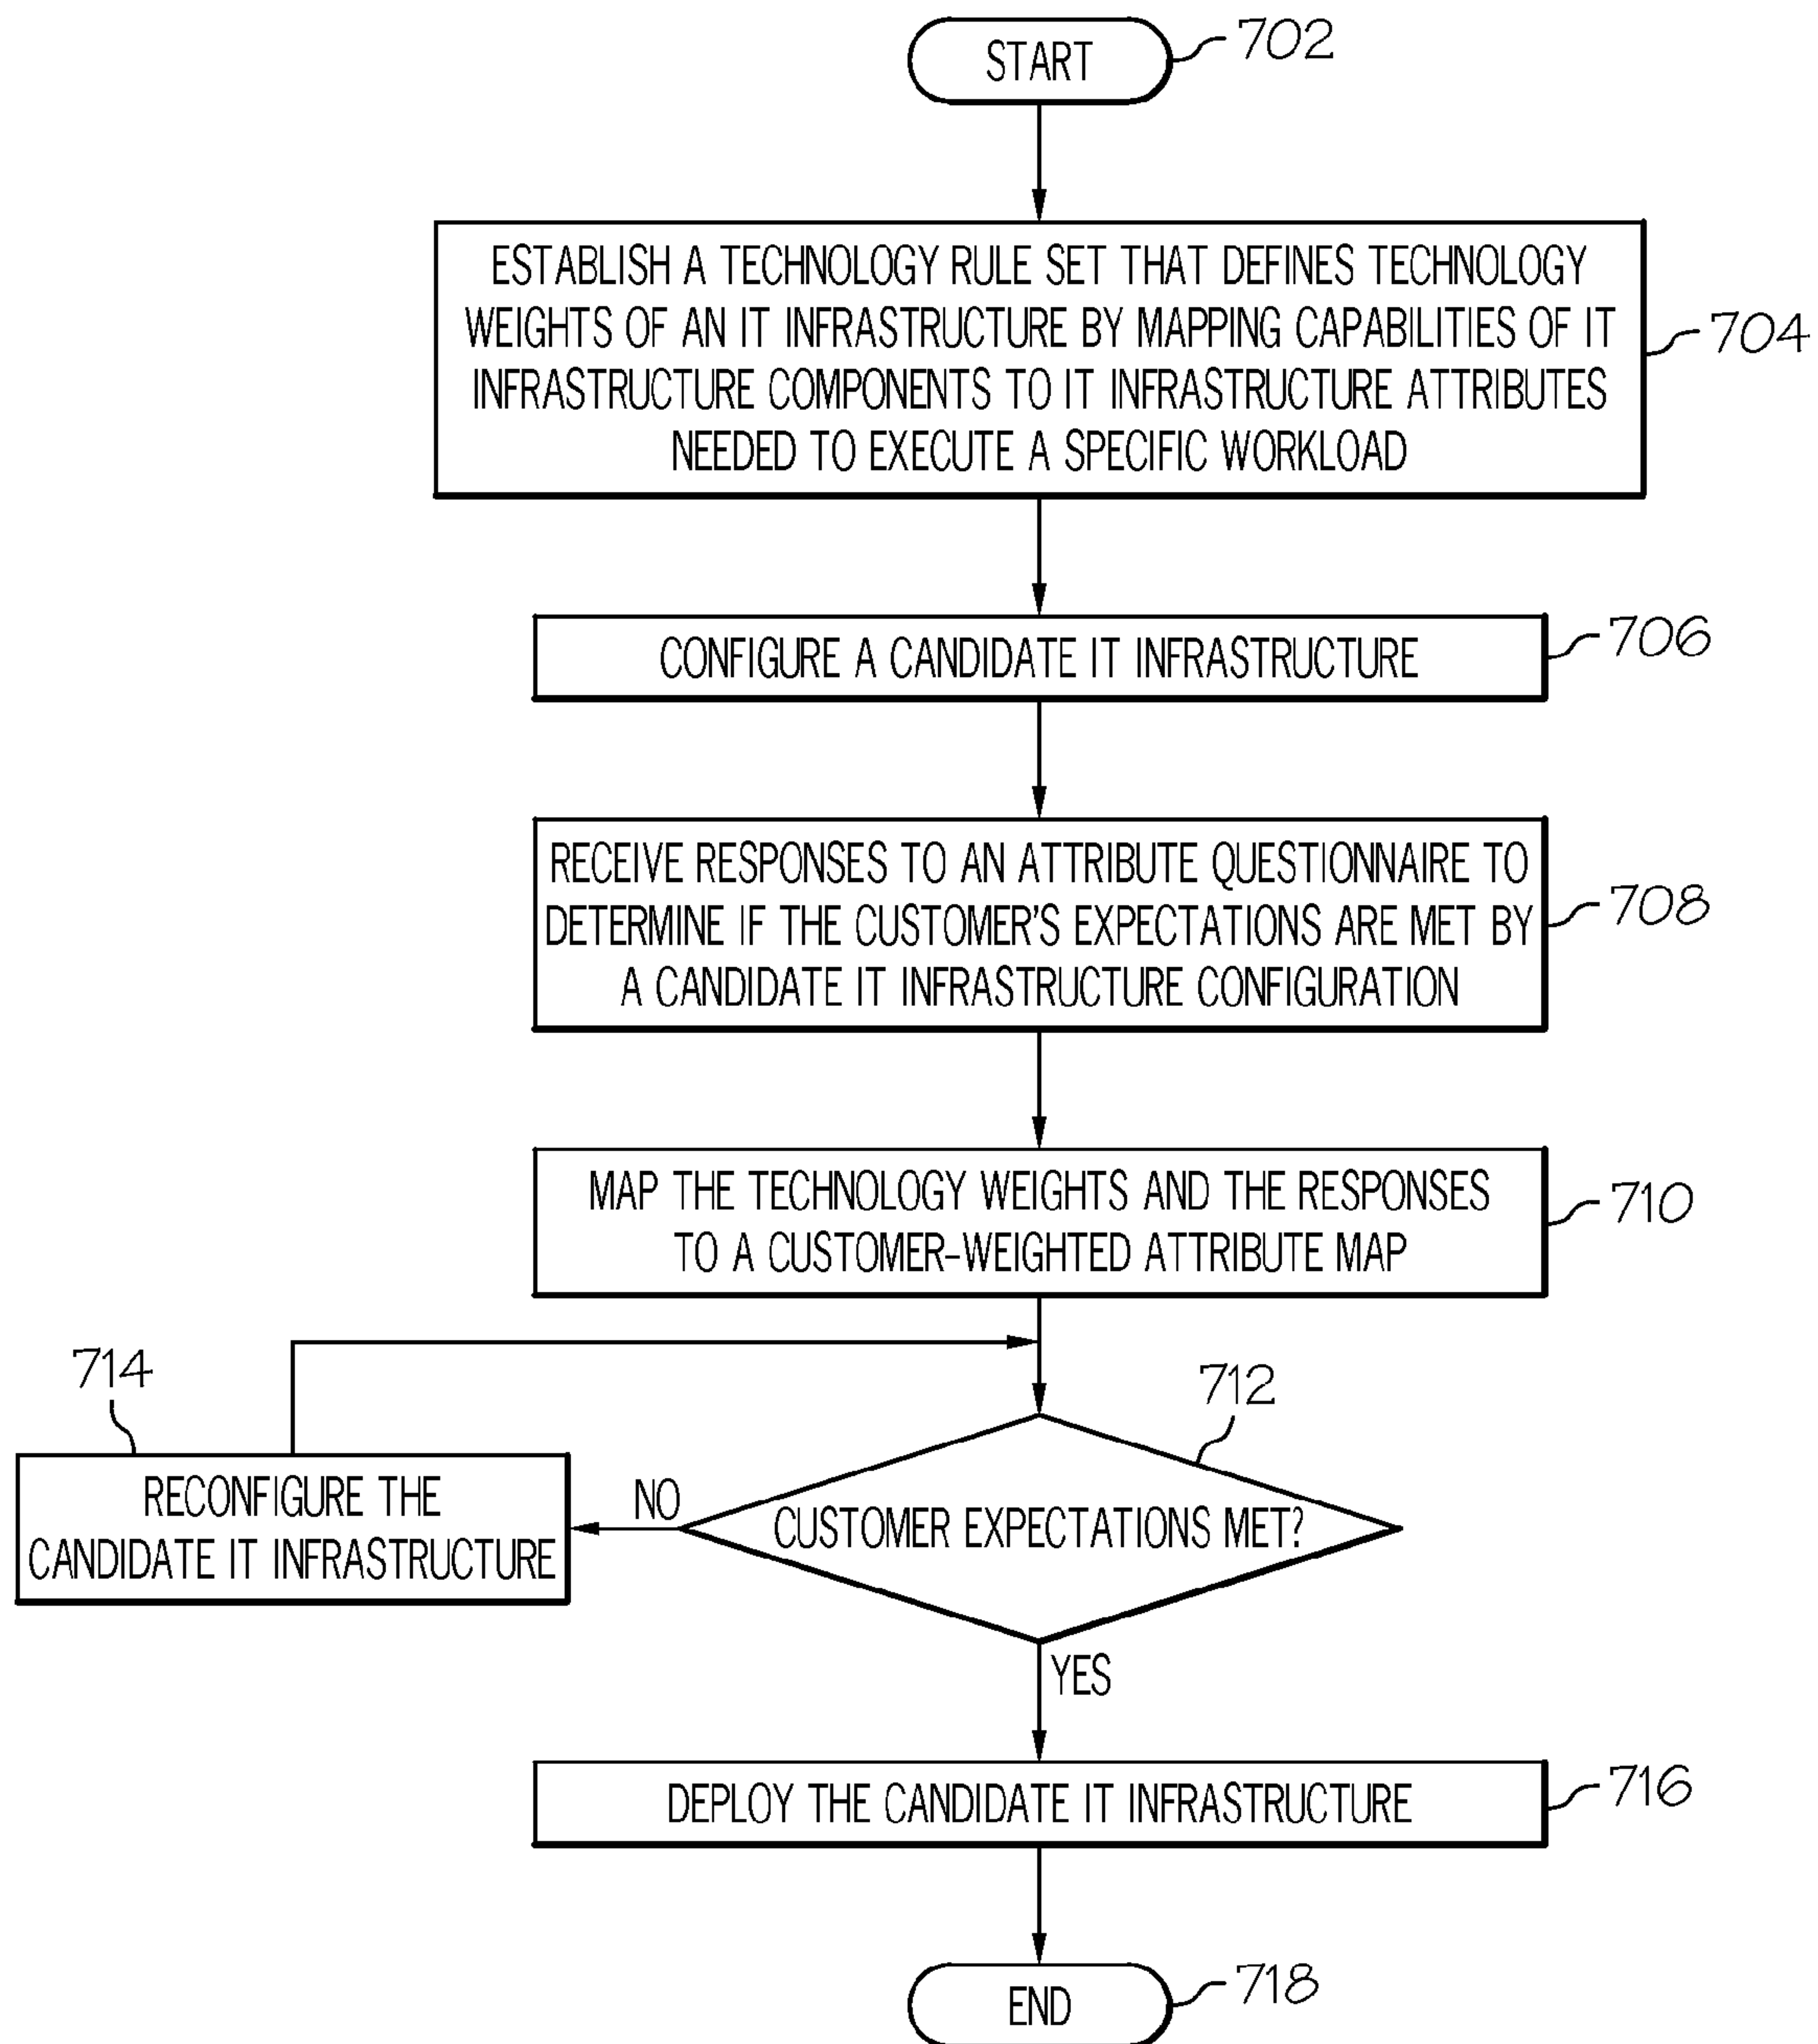 START
702
ESTABLISH A TECHNOLOGY RULE SET THAT DEFINES TECHNOLOGY
WEIGHTS OF AN IT INFRASTRUCTURE BY MAPPING CAPABILITIES OF IT
INFRASTRUCTURE COMPONENTS TO IT INFRASTRUCTURE ATTRIBUTES
NEEDED TO EXECUTE A SPECIFIC WORKLOAD
704
CONFIGURE A CANDIDATE IT INFRASTRUCTURE
706
RECEIVE RESPONSES TO AN ATTRIBUTE QUESTIONNAIRE TO
DETERMINE IF THE CUSTOMER'S EXPECTATIONS ARE MET BY
A CANDIDATE IT INFRASTRUCTURE CONFIGURATION
708
MAP THE TECHNOLOGY WEIGHTS AND THE RESPONSES
TO A CUSTOMER-WEIGHTED ATTRIBUTE MAP
710
714
712
RECONFIGURE THE
CANDIDATE IT INFRASTRUCTURE
NO
CUSTOMER EXPECTATIONS MET?
YES
DEPLOY THE CANDIDATE IT INFRASTRUCTURE
716
END
718